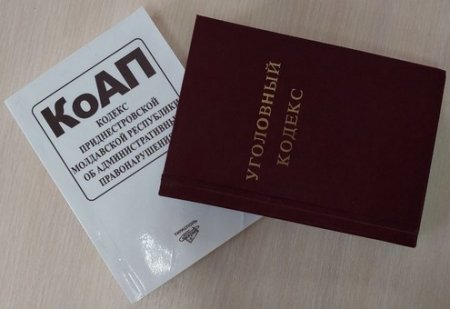 КоАП
КОДЕКС
ПРИДНЕСТРОВСКОЙ
МОЛДАВСКОЙ РЕСПУБЛИКИ
ОБ АДМИНИСТРАТИВНЫХ
ПРАВОНАРУШЕНИЯХ
УГОЛОВНЫЙ
КОДЕКС